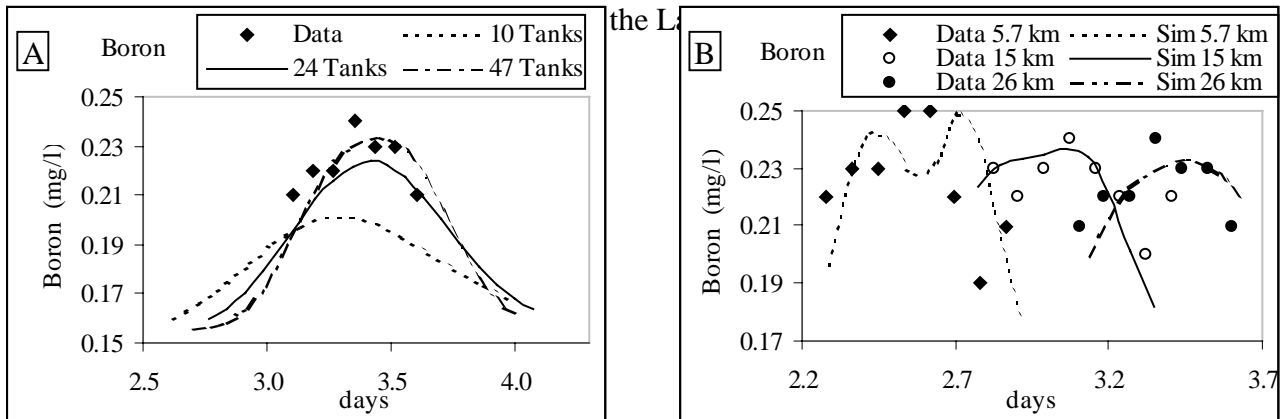 the La
A
Boron
Data
10 Tanks
24 Tanks
47 Tanks
Boron (mg/l)
0.25
0.23
0.21
0.19
0.17
0.15
2.5 3.0 3.5 4.0
days
B
Boron
Data 5.7 km
Sim 5.7 km
Data 15 km
Sim 15 km
Data 26 km
Sim 26 km
Boron (mg/l)
0.25
0.23
0.21
0.19
0.17
2.2 2.7 3.2 3.7
days